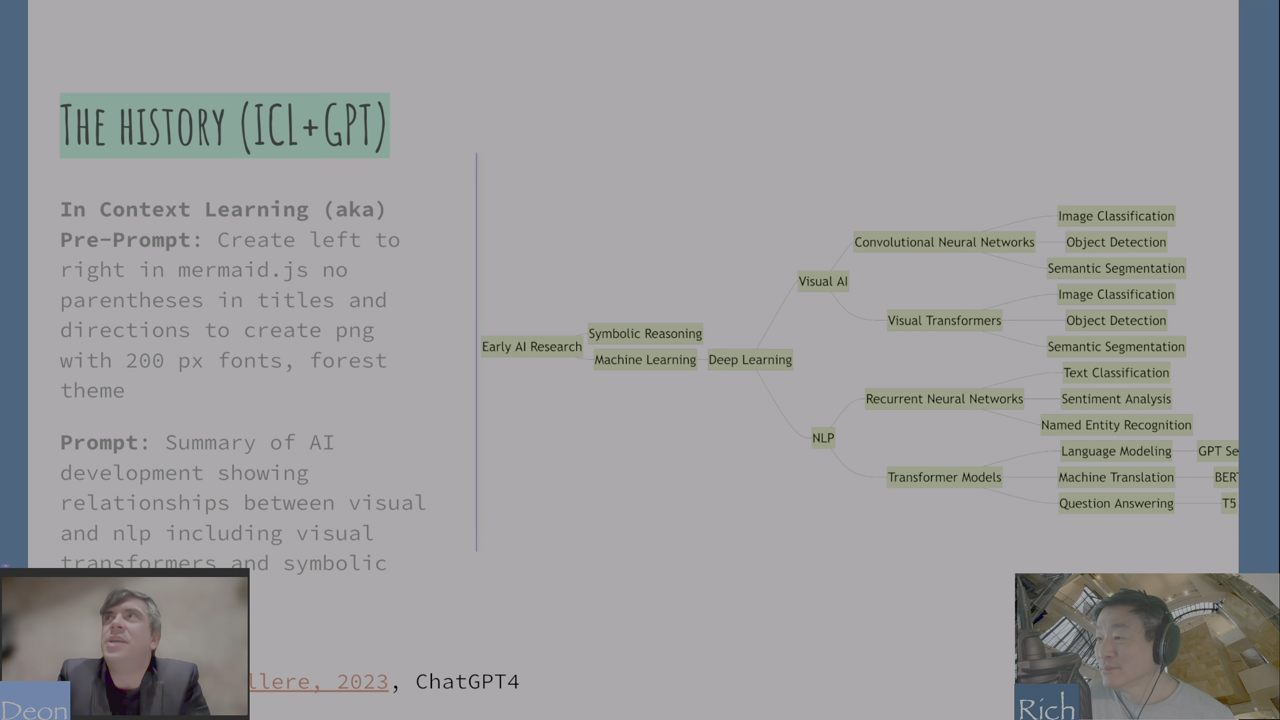 THE HISTORY (ICL+GPT)
In Context Learning (aka)
Pre-Prompt: Create left to
right in mermaid.js no
parentheses in titles and
directions to create png
with 200 px fonts, forest
theme
Prompt: Summary of AI
development showing
relationships between visual
and nlp including visual
transformers and symbolic
Early AI Research
Symbolic Reasoning
Machine Learning
Deep Learning
Visual AI
NLP
Convolutional Neural Networks
Visual Transformers
Recurrent Neural Networks
Transformer Models
Image Classification
Object Detection
Semantic Segmentation
Image Classification
Object Detection
Semantic Segmentation
Text Classification
Sentiment Analysis
Named Entity Recognition
Language Modeling
Machine Translation
Question Answering
GPT Se
BERT
T5
llere, 2023, ChatGPT4
Deon
Rich